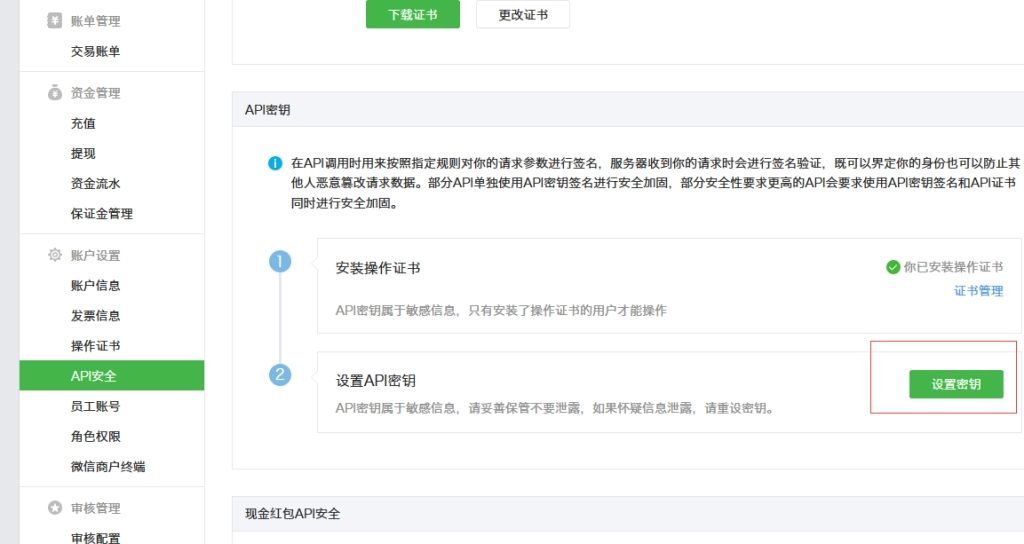 账单管理
交易账单
资金管理
充值
提现
资金流水
保证金管理
账户设置
账户信息
发票信息
操作证书
API安全
员工账号
角色权限
微信商户终端
审核管理
审核配置
下载证书
更改证书
API密钥
在API调用时用来按照指定规则对你的请求参数进行签名，服务器收到你的请求时会进行签名验证，既可以界定你的身份也可以防止其
他人恶意篡改请求数据。部分API单独使用API密钥签名进行安全加固，部分安全性要求更高的API会要求使用API密钥签名和API证书
同时进行安全加固。
1
安装操作证书
你已安装操作证书
证书管理
API密钥属于敏感信息，只有安装了操作证书的用户才能操作
2
设置API密钥
设置密钥
API密钥属于敏感信息，请妥善保管不要泄露，如果怀疑信息泄露，请重设密钥。
现金红包API安全